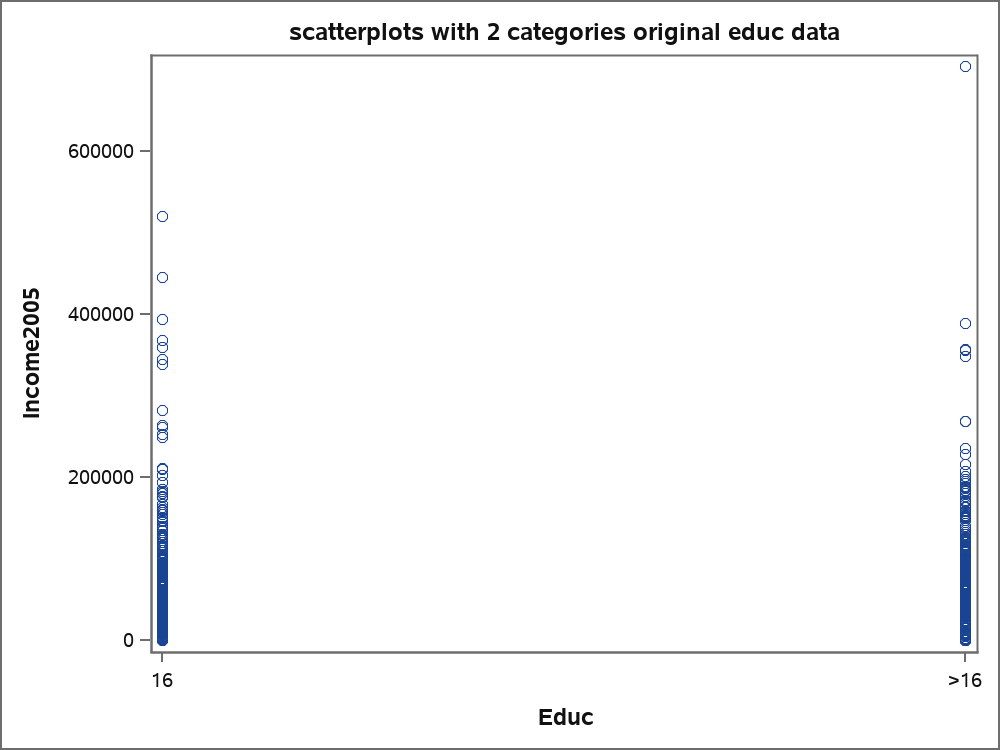 scatterplots with 2 categories original educ data
600000
400000
200000
0
Income2005
16
>16
Educ